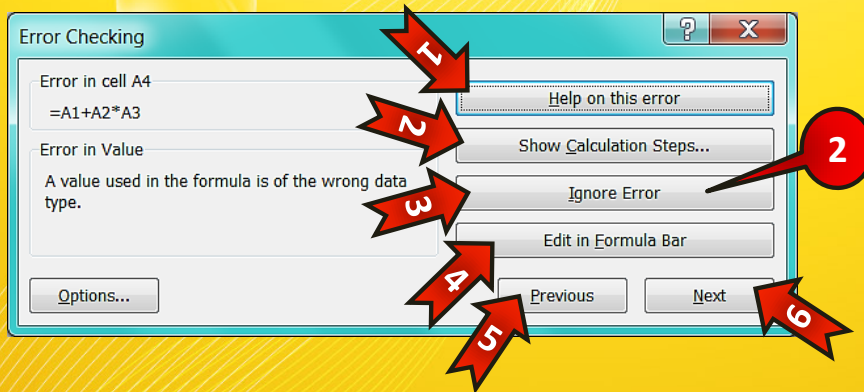 Error Checking
?
X
Error in cell A4
=A1+A2*A3
Error in Value
A value used in the formula is of the wrong data
type.
1
Help on this error
2
Show Calculation Steps...
3
Ignore Error
2
4
Edit in Formula Bar
Options...
5
Previous
Next
6